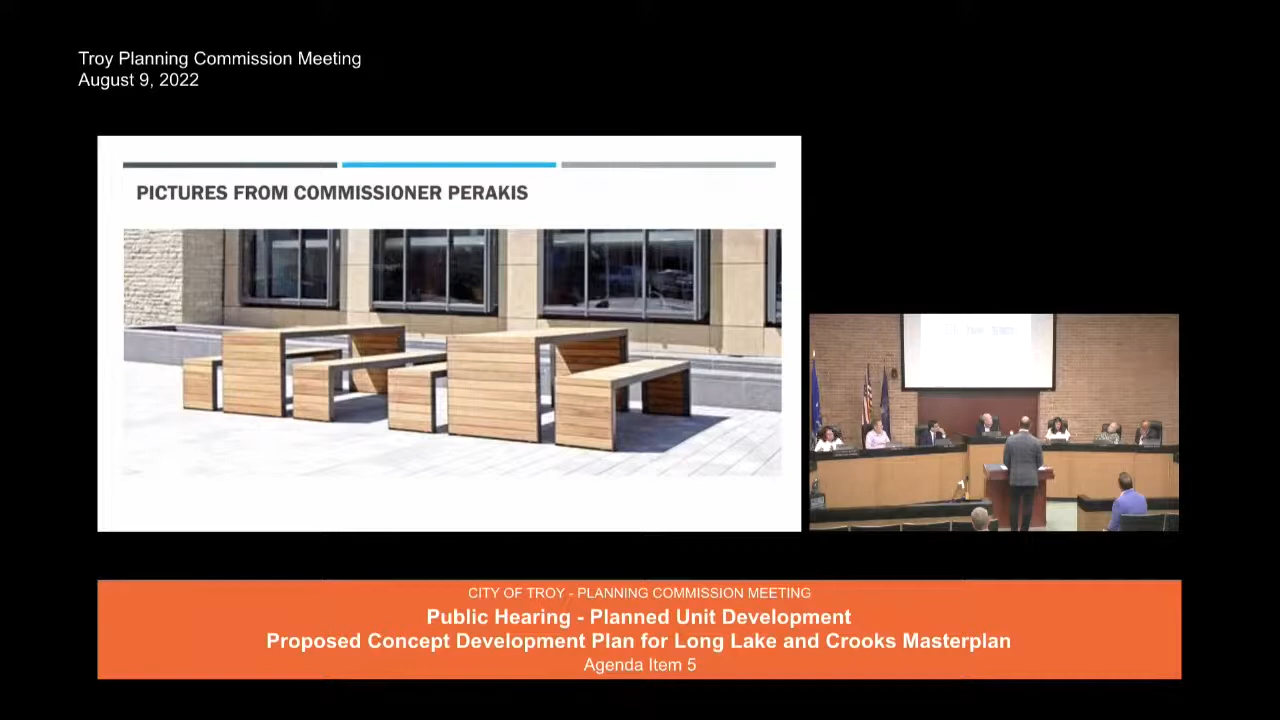 Troy Planning Commission Meeting
August 9, 2022
PICTURES FROM COMMISSIONER PERAKIS
CITY OF TROY - PLANNING COMMISSION MEETING
Public Hearing - Planned Unit Development
Proposed Concept Development Plan for Long Lake and Crooks Masterplan
Agenda Item 5